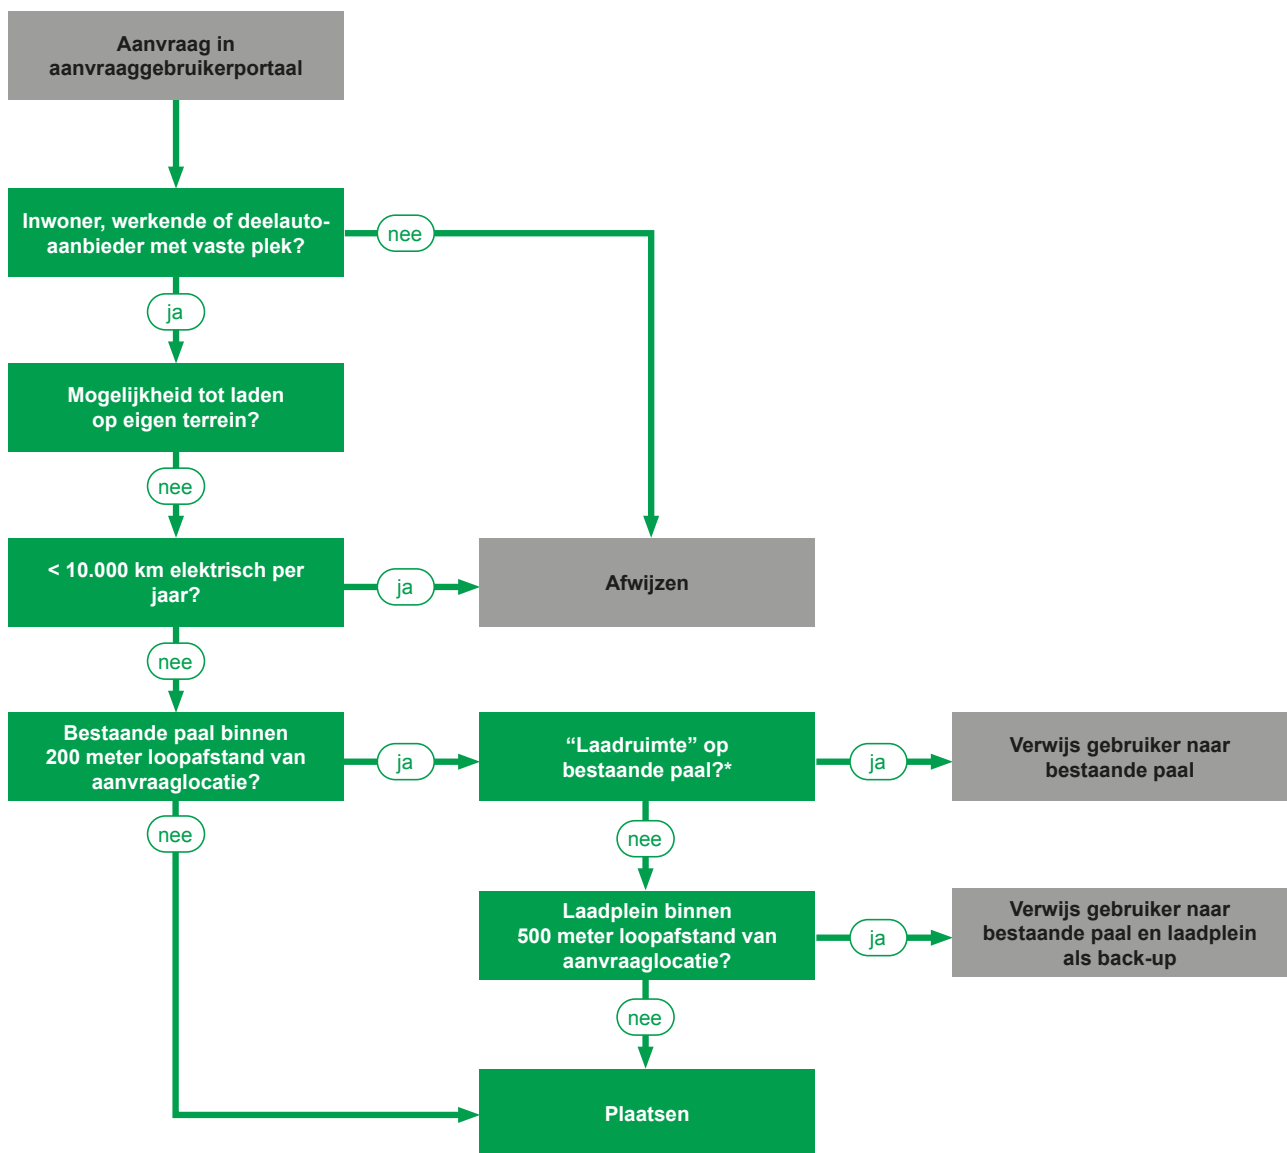 Aanvraag in
aanvraaggebruikerportaal
Inwoner, werkende of deelauto-
aanbieder met vaste plek?
nee
ja
Mogelijkheid tot laden
op eigen terrein?
nee
< 10.000 km elektrisch per
jaar?
ja
Afwijzen
nee
Bestaande paal binnen
200 meter loopafstand van
aanvraaglocatie?
ja
“Laadruimte” op
bestaande paal?*
ja
Verwijs gebruiker naar
bestaande paal
nee
nee
Laadplein binnen
500 meter loopafstand van
aanvraaglocatie?
ja
Verwijs gebruiker naar
bestaande paal en laadplein
als back-up
nee
Plaatsen